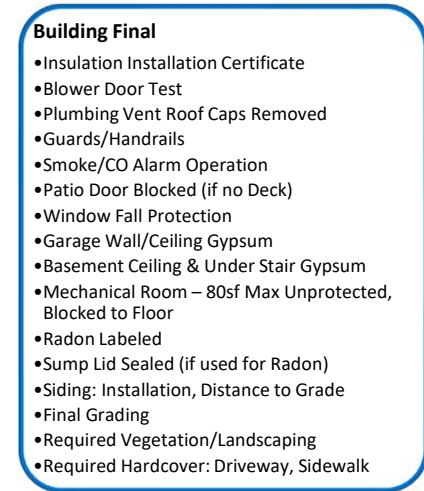 Building Final
•Insulation Installation Certificate
•Blower Door Test
•Plumbing Vent Roof Caps Removed
•Guards/Handrails
•Smoke/CO Alarm Operation
•Patio Door Blocked (if no Deck)
•Window Fall Protection
•Garage Wall/Ceiling Gypsum
•Basement Ceiling & Under Stair Gypsum
•Mechanical Room – 80sf Max Unprotected,
Blocked to Floor
•Radon Labeled
•Sump Lid Sealed (if used for Radon)
•Siding: Installation, Distance to Grade
•Final Grading
•Required Vegetation/Landscaping
•Required Hardcover: Driveway, Sidewalk